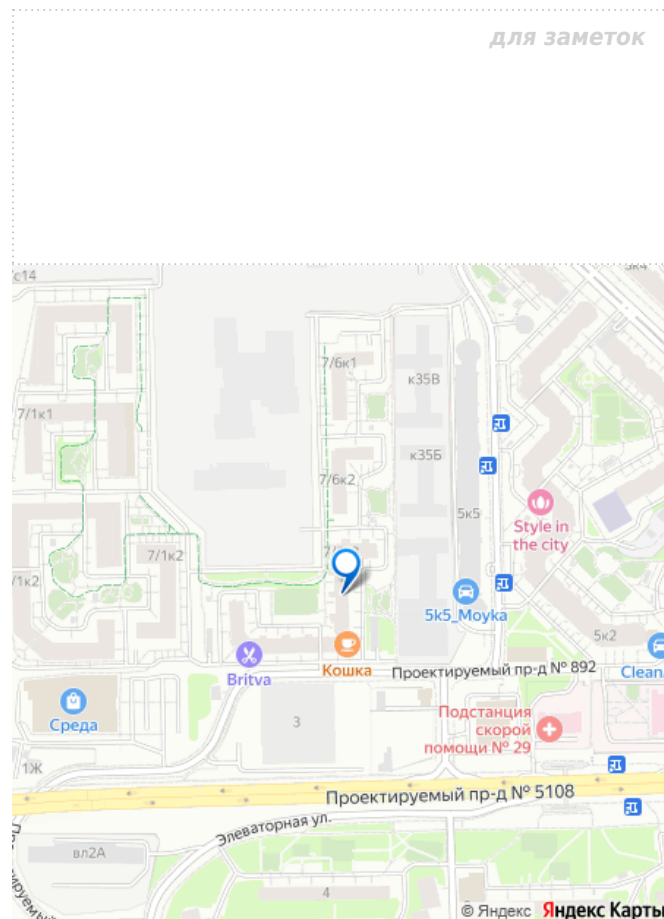 для заметок
с14
7/6к1
к35В
7/1к1
к35Б
7/6к2
5к5
Style in
the city
7/1к2
/1к2
5k5_Moyka
5к2
Britva
Кошка
Проектируемый пр-д № 892
Clean
Среда
3
Подстанция
скорой
помощи № 29
1Ж
Проектируемый пр-д № 5108
Элеваторная ул.
вл2А
4
© Яндекс Яндекс Карты